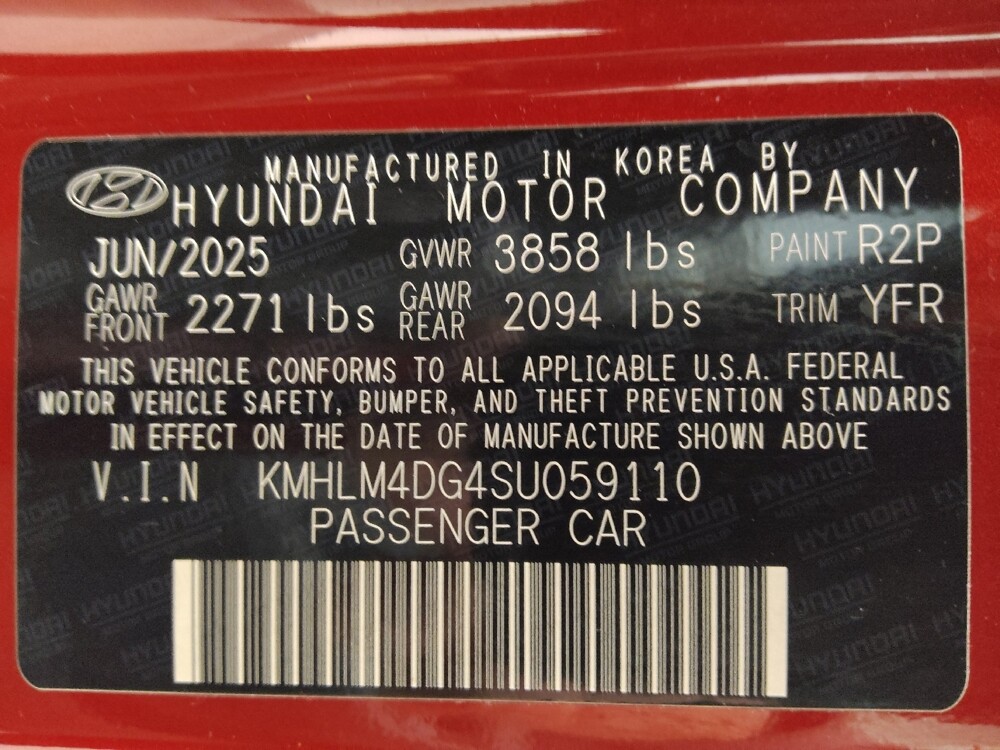 MANUFACTURED IN KOREA BY
HYUNDAI MOTOR COMPANY
JUN/2025 GVWR 3858 lbs PAINT R2P
GAWR FRONT 2271 lbs GAWR REAR 2094 lbs TRIM YFR
THIS VEHICLE CONFORMS TO ALL APPLICABLE U.S.A. FEDERAL
MOTOR VEHICLE SAFETY, BUMPER, AND THEFT PREVENTION STANDARDS
IN EFFECT ON THE DATE OF MANUFACTURE SHOWN ABOVE
V.I.N KMHLM4DG4SU059110
PASSENGER CAR